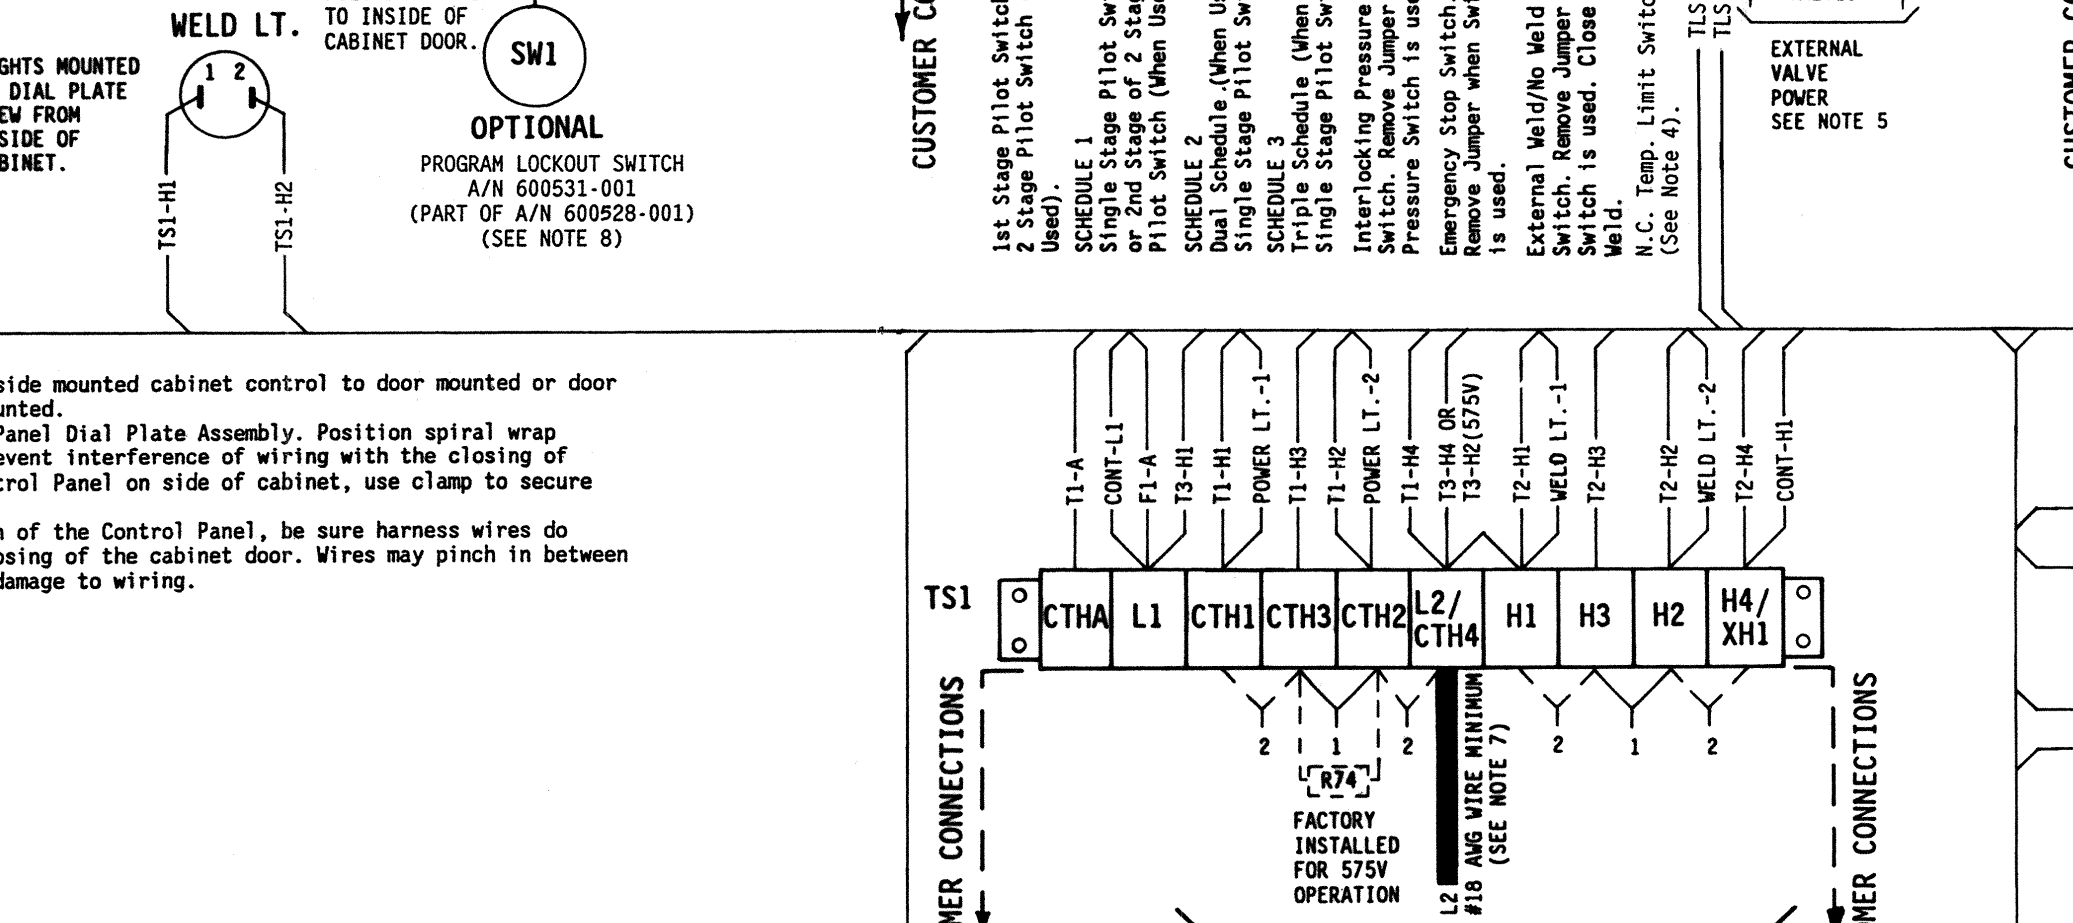 WELD LT.
1 2
GHTS MOUNTED
DIAL PLATE
EW FROM
SIDE OF
BINET.
TS1-H1
TS1-H2
TO INSIDE OF
CABINET DOOR.
SW1
OPTIONAL
PROGRAM LOCKOUT SWITCH
A/N 600531-001
(PART OF A/N 600528-001)
(SEE NOTE 8)
CUSTOMER CO
1st Stage Pilot Switch
2 Stage Pilot Switch
Used).
SCHEDULE 1
Single Stage Pilot Sw
or 2nd Stage of 2 Stag
Pilot Switch (When Use
SCHEDULE 2
Dual Schedule.(When Us
Single Stage Pilot Sw
SCHEDULE 3
Triple Schedule (When
Single Stage Pilot Sw
Interlocking Pressure
Switch. Remove Jumper
Pressure Switch is use
Emergency Stop Switch.
Remove Jumper when Swi
is used.
External Weld/No Weld
Switch. Remove Jumper
Switch is used. Close
Weld.
N.C. Temp. Limit Switc
(See Note 4).
TLS
TLS
EXTERNAL
VALVE
POWER
SEE NOTE 5
CUSTOMER CO
side mounted cabinet control to door mounted or door
unted.
Panel Dial Plate Assembly. Position spiral wrap
event interference of wiring with the closing of
trol Panel on side of cabinet, use clamp to secure
n of the Control Panel, be sure harness wires do
osing of the cabinet door. Wires may pinch in between
damage to wiring.
T1-A
CONT-L1
F1-A
T3-H1
T1-H1
POWER LT.-1
T1-H3
T1-H2
POWER LT.-2
T1-H4
T3-H4 OR
T3-H2(575V)
T2-H1
WELD LT.-1
T2-H3
T2-H2
WELD LT.-2
T2-H4
CONT-H1
TS1
CTHA
L1
CTH1
CTH3
CTH2
L2/
CTH4
H1
H3
H2
H4/
XH1
2
1
2
2
1
2
R74
FACTORY
INSTALLED
FOR 575V
OPERATION
L2
#18 AWG WIRE MINIMUM
(SEE NOTE 7)
MER CONNECTIONS
MER CONNECTIONS